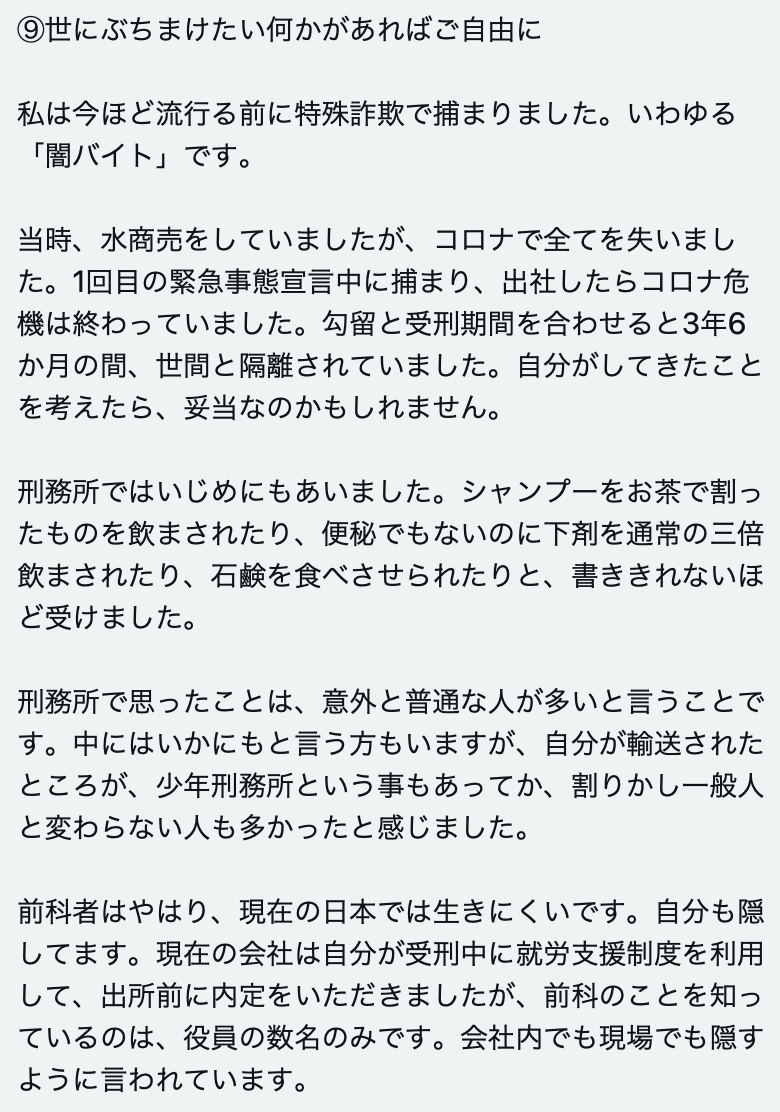 ⑨世にぶちまけたい何かがあればご自由に
私は今ほど流行る前に特殊詐欺で捕まりました。いわゆる
「闇バイト」です。
当時、水商売をしていましたが、コロナで全てを失いまし
た。1回目の緊急事態宣言中に捕まり、出社したらコロナ危
機は終わっていました。勾留と受刑期間を合わせると3年6
か月の間、世間と隔離されていました。自分がしてきたこと
を考えたら、妥当なのかもしれません。
刑務所ではいじめにもあいました。シャンプーをお茶で割っ
たものを飲まされたり、便秘でもないのに下剤を通常の三倍
飲まされたり、石鹸を食べさせられたりと、書ききれないほ
ど受けました。
刑務所で思ったことは、意外と普通な人が多いと言うことで
す。中にはいかにもと言う方もいますが、自分が輸送された
ところが、少年刑務所という事もあってか、割りかし一般人
と変わらない人も多かったと感じました。
前科者はやはり、現在の日本では生きにくいです。自分も隠
してます。現在の会社は自分が受刑中に就労支援制度を利用
して、出所前に内定をいただきましたが、前科のことを知っ
ているのは、役員の数名のみです。会社内でも現場でも隠す
ように言われています。